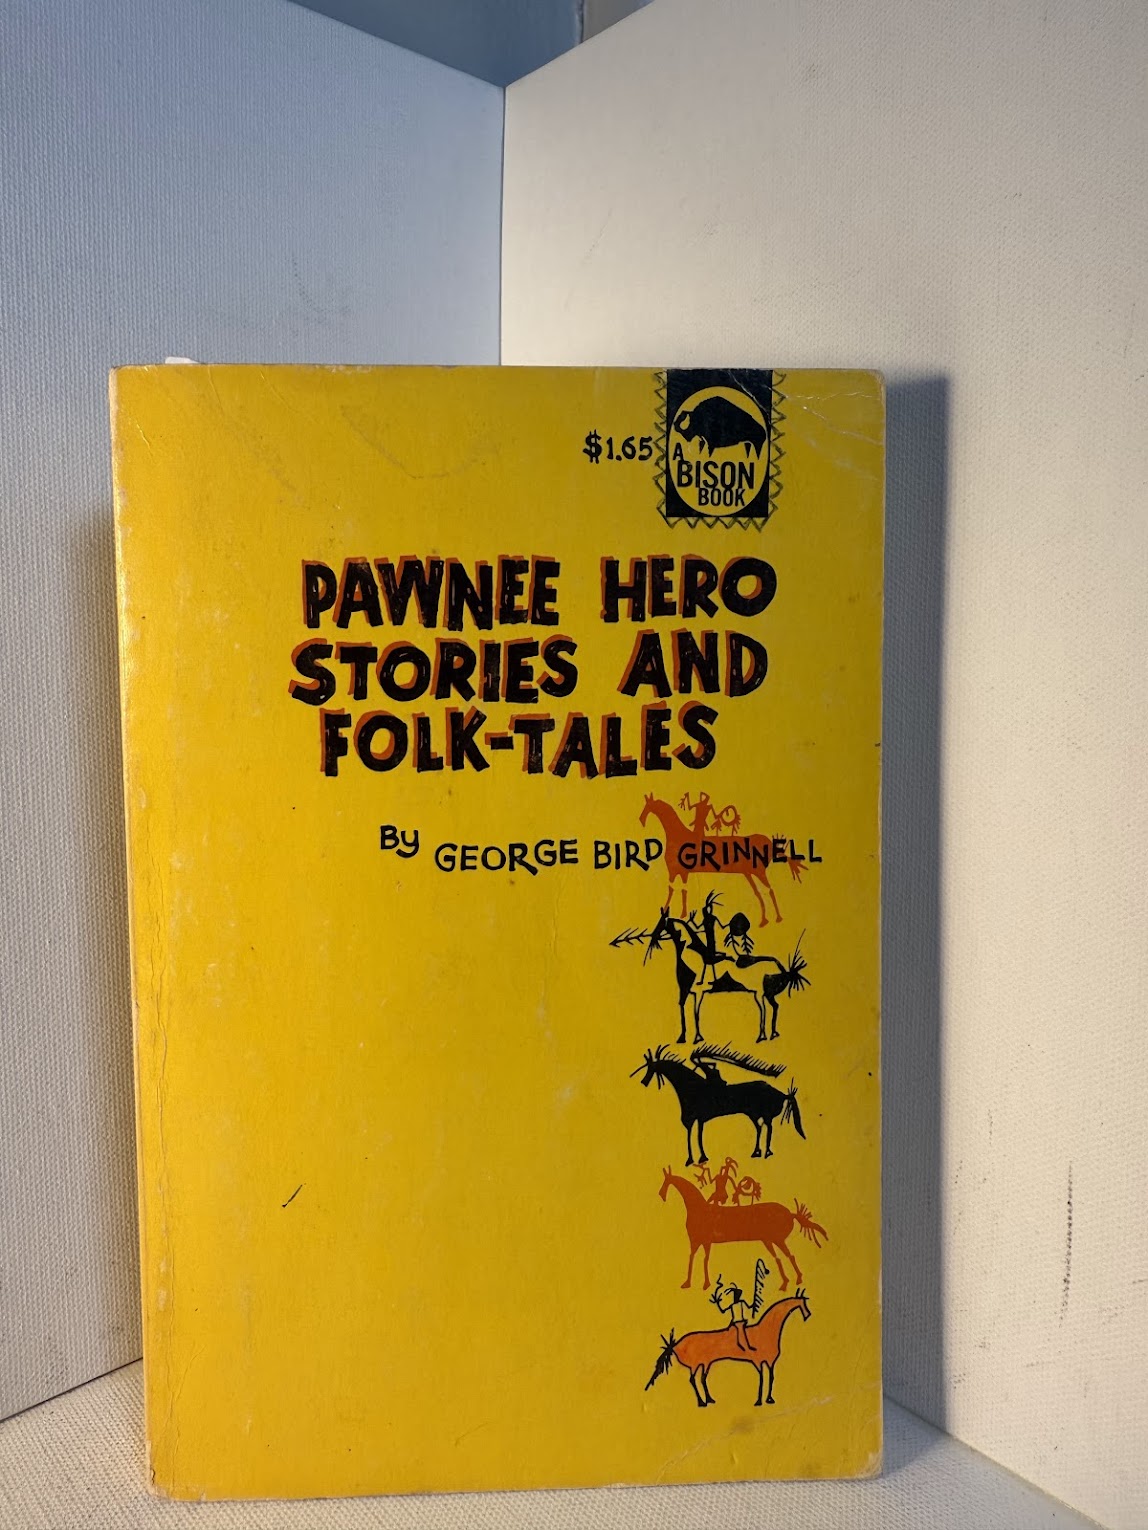 $1.65
A
BISON
BOOK
PAWNEE HERO
STORIES AND
FOLK-TALES
By GEORGE BIRD GRINNELL